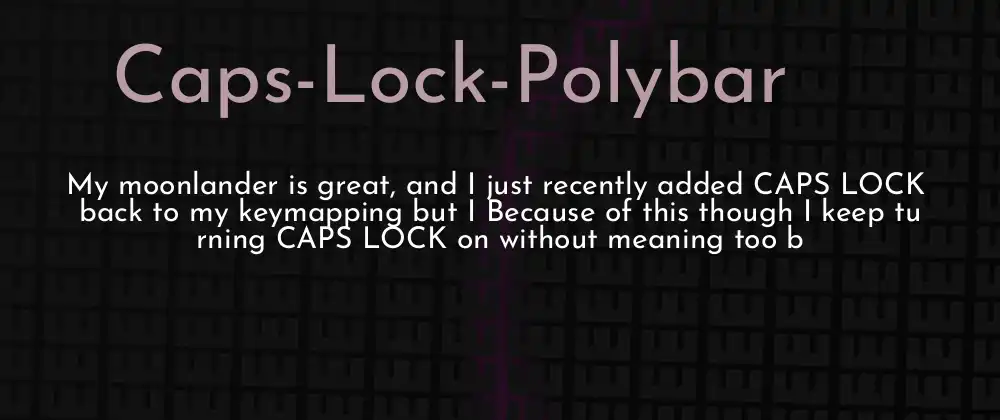 Caps-Lock-Polybar
My moonlander is great, and I just recently added CAPS LOCK
back to my keymapping but I Because of this though I keep tu
rning CAPS LOCK on without meaning too b